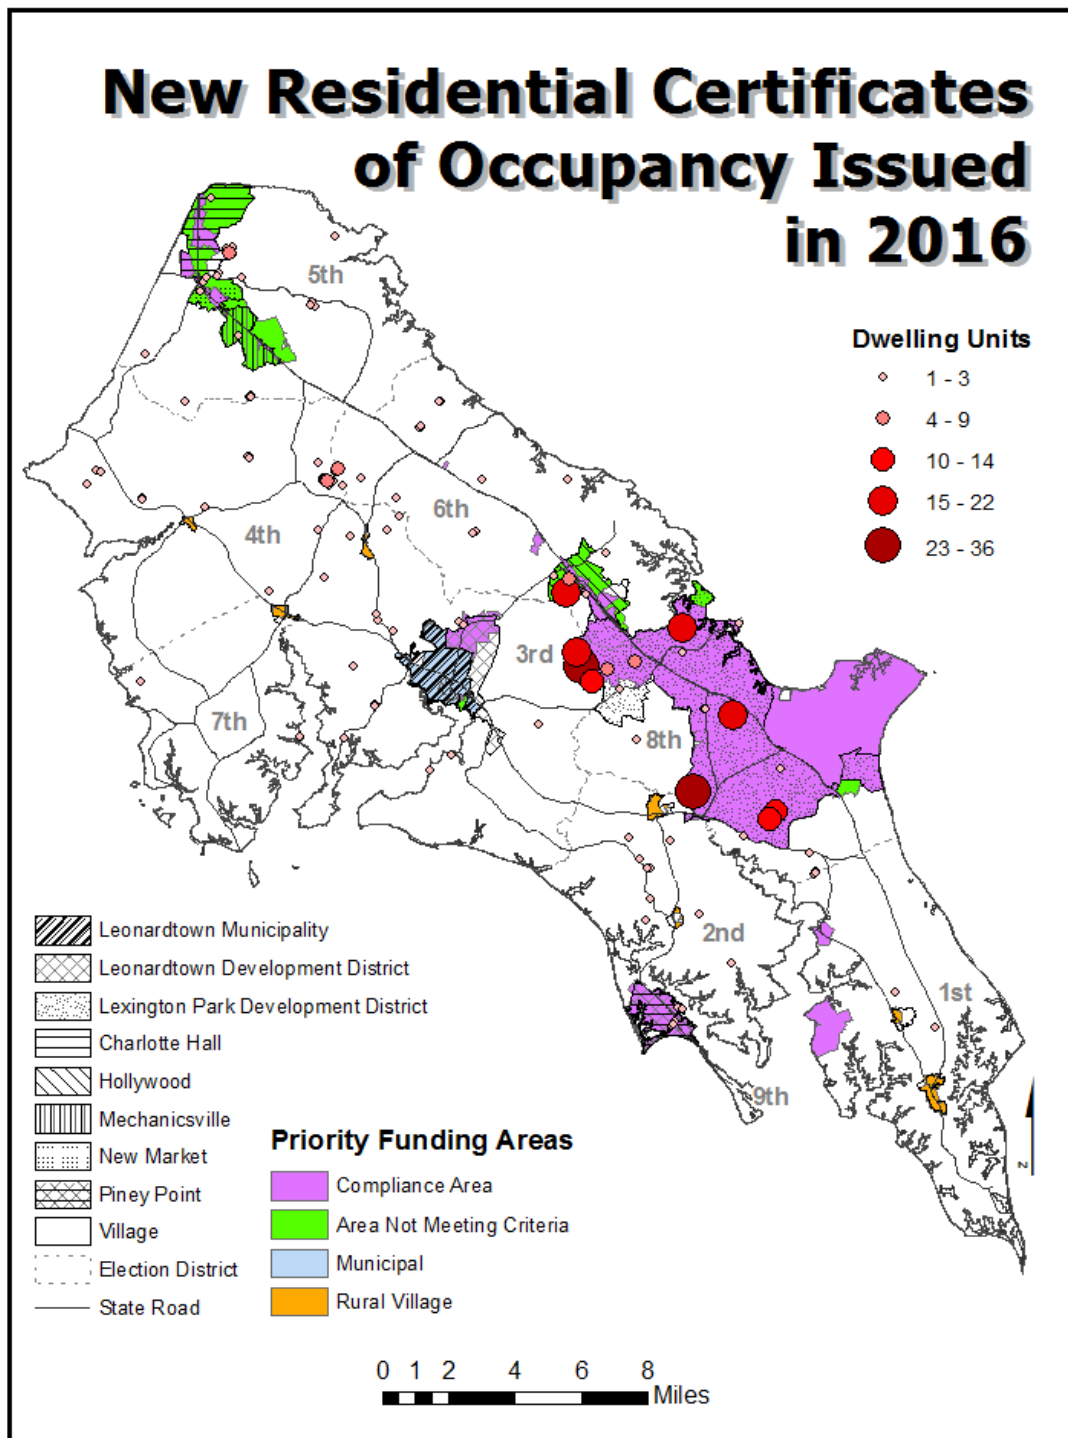 New Residential Certificates
of Occupancy Issued
in 2016
5th
Dwelling Units
1 - 3
4 - 9
10 - 14
15 - 22
23 - 36
6th
4th
3rd
7th
8th
2nd
1st
9th
Leonardtown Municipality
Leonardtown Development District
Lexington Park Development District
Charlotte Hall
Hollywood
Mechanicsville
New Market
Piney Point
Village
Election District
State Road
Priority Funding Areas
Compliance Area
Area Not Meeting Criteria
Municipal
Rural Village
N
0 1 2 4 6 8
Miles